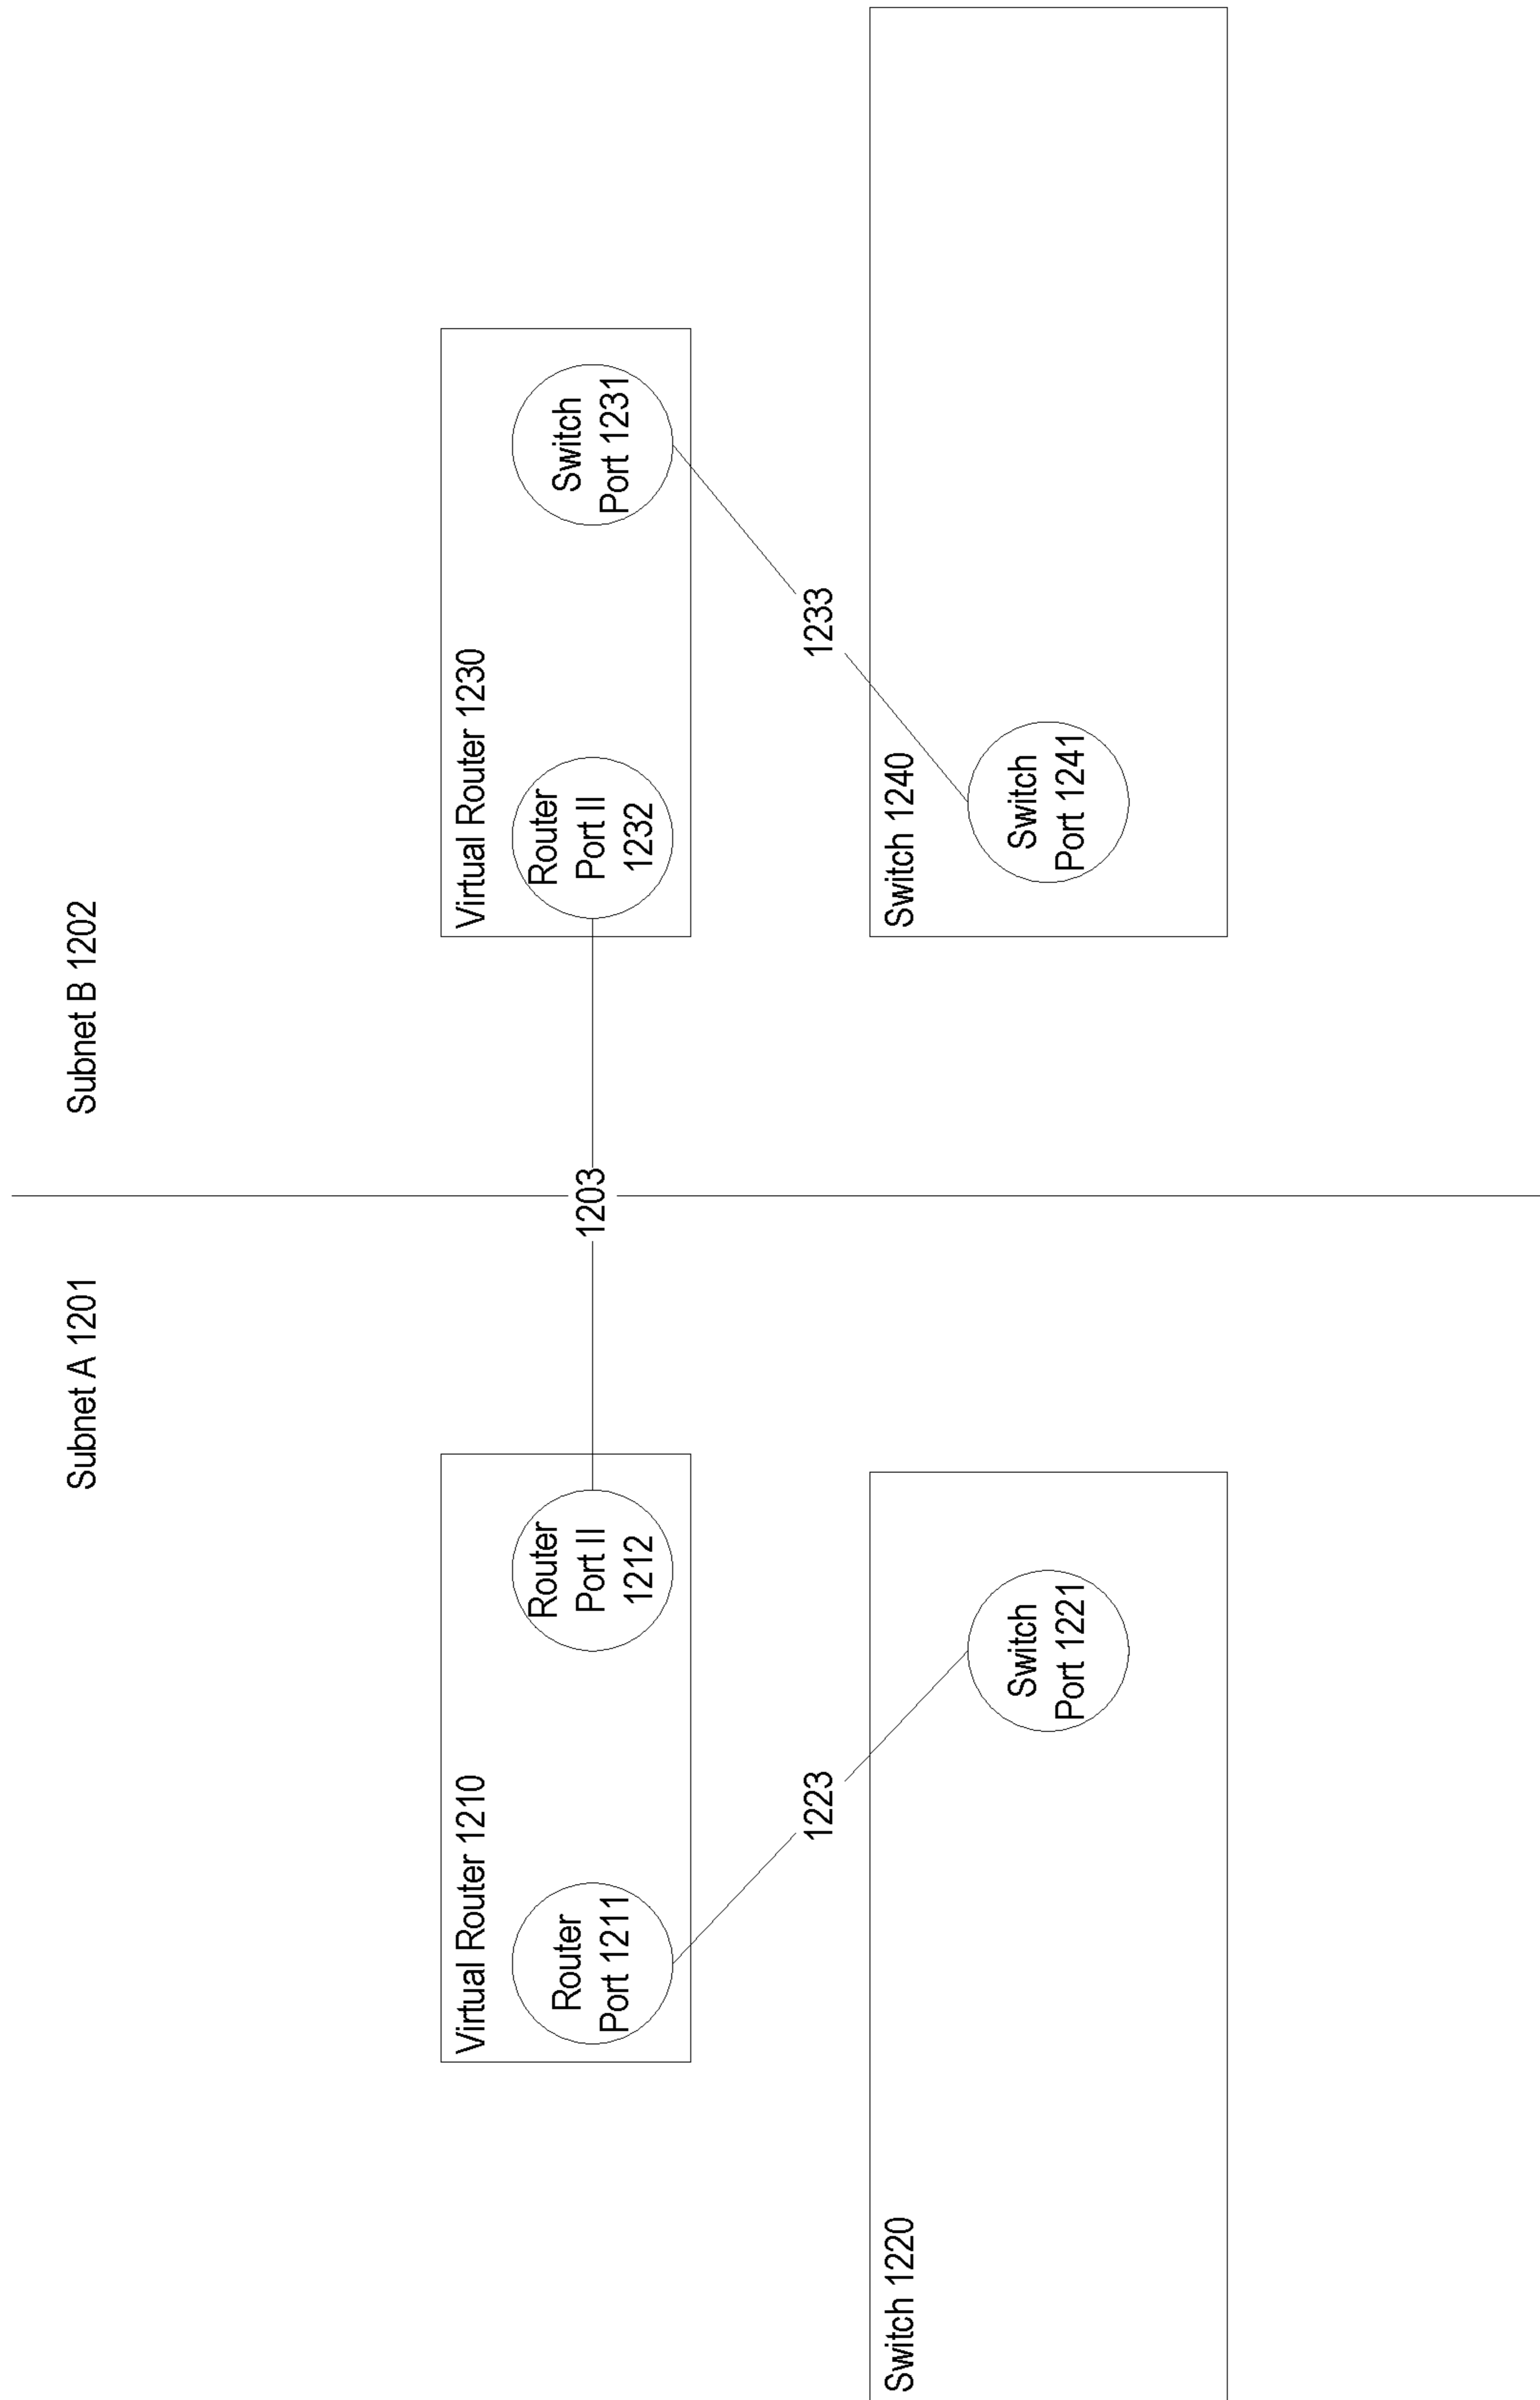 Subnet A 1201
Subnet B 1202
Virtual Router 1210
Router
Port 1211
Router
Port II
1212
1203
Virtual Router 1230
Router
Port II
1232
Switch
Port 1231
1223
1233
Switch 1220
Switch
Port 1221
Switch 1240
Switch
Port 1241